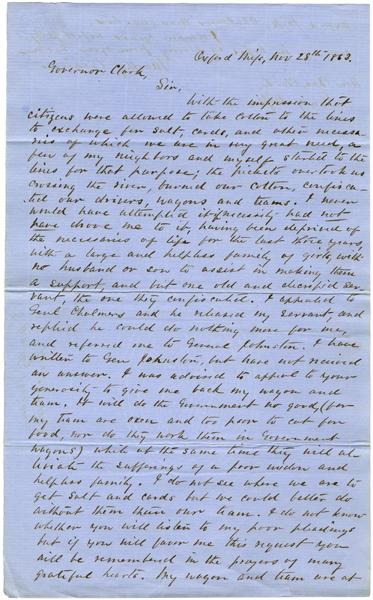 Oxford Miss, Nov 28th 1863.
Governor Clark,
Sir,
With the impression that
citizens were allowed to take cotton to the lines
to exchange for salt, cards, and other necessa-
ries of which we are in very great need, a
few of my neighbors and myself started to the
lines for that purpose; the pickets overtook us
crossing the river, burned our cotton, confisca-
ted our drivers, wagons and teams. I never
would have attempted it if necessity had not
have drove me to it, having been deprived of
the necessaries of life for the last three years,
with a large and helpless family of girls, with
no husband or son to assist in making them
a support, and but one old and decrepid ser-
vant, the one they confiscated. I appealed to
Genl Chalmers and he released my servant, and
replied he could do nothing more for me,
and referred me to General Johnston. I have
written to Gen Johnston, but have not recieved
an answer. I was advised to appeal to your
generosity to give me back my wagon and
team. It will do the Government no good (for
my team are oxen and too poor to eat for
food, nor do they work them in Government
wagons) while at the same time they will al-
leviate the sufferings of a poor widow and
helpless family. I do not see where we are to
get salt and cards but we could better do
without them than our team. I do not know
whether you will listen to my poor pleadings
but if you will favor me this request you
will be remembered in the prayers of many
grateful hearts. My wagon and team are at